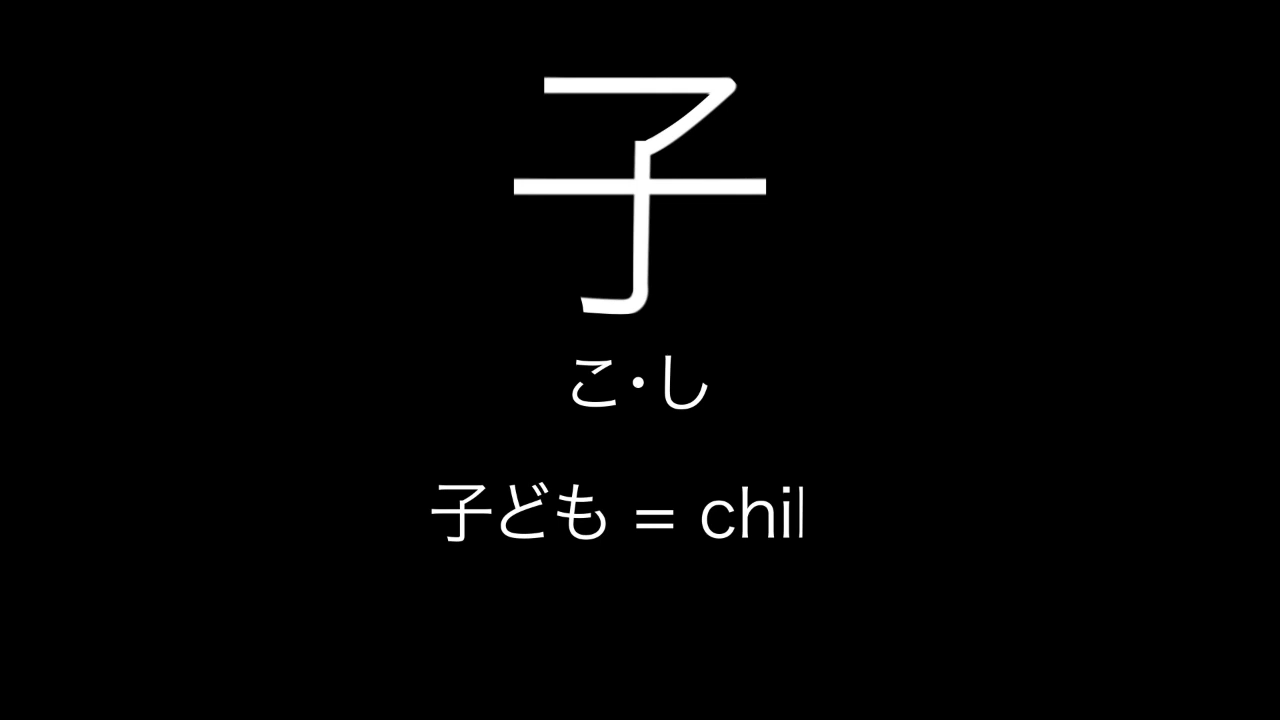 子
こ・し
子ども = chil